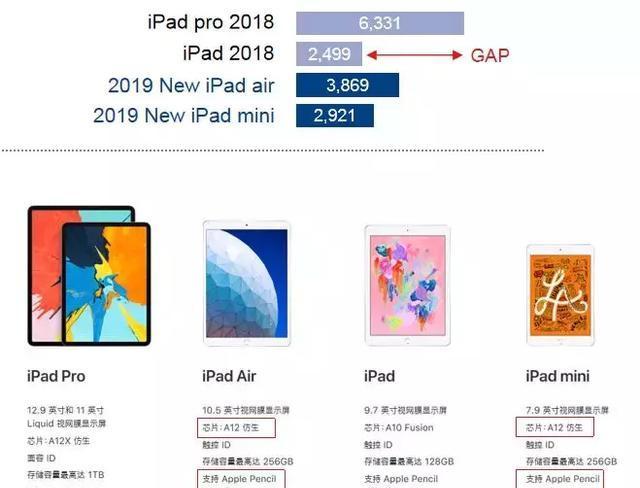 iPad pro 2018 6,331
iPad 2018 2,499 GAP
2019 New iPad air 3,869
2019 New iPad mini 2,921
iPad Pro
12.9 英寸和 11 英寸
Liquid 视网膜显示屏
芯片: A12X 仿生
面容 ID
存储容量最高达 1TB
iPad Air
10.5 英寸视网膜显示屏
芯片: A12 仿生
触控 ID
存储容量最高达 256GB
支持 Apple Pencil
iPad
9.7 英寸视网膜显示屏
芯片: A10 Fusion
触控 ID
存储容量最高达 128GB
支持 Apple Pencil
iPad mini
7.9 英寸视网膜显示屏
芯片: A12 仿生
触控 ID
存储容量最高达 256GB
支持 Apple Pencil